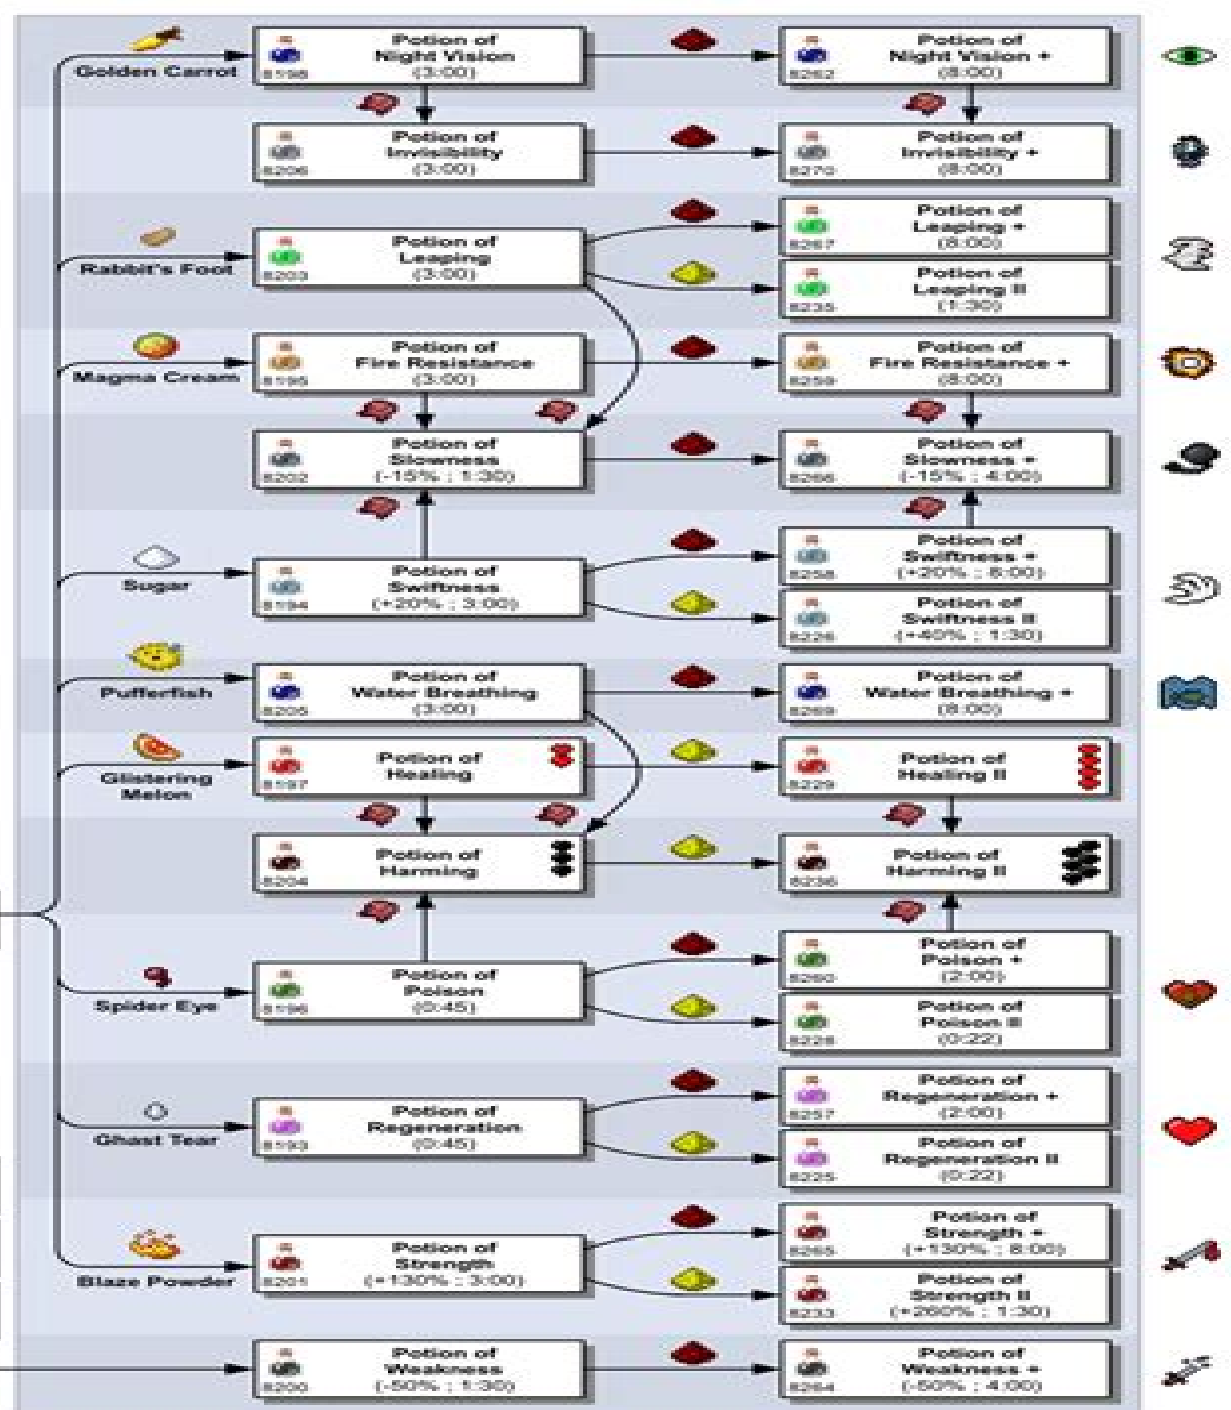 Golden Carrot
Potion of
Night Vision
(3:00)
8198
Potion of
Night Vision +
(8:00)
8262
Potion of
Invisibility
(3:00)
8206
Potion of
Invisibility +
(8:00)
8270
Rabbit's Foot
Potion of
Leaping
(3:00)
8203
Potion of
Leaping +
(8:00)
8267
Potion of
Leaping II
(1:30)
8235
Magma Cream
Potion of
Fire Resistance
(3:00)
8195
Potion of
Fire Resistance +
(8:00)
8259
Potion of
Slowness
(-15% ; 1:30)
8202
Potion of
Slowness +
(-15% ; 4:00)
8266
Sugar
Potion of
Swiftness
(+20% ; 3:00)
8194
Potion of
Swiftness +
(+20% ; 8:00)
8258
Potion of
Swiftness II
(+40% ; 1:30)
8226
Pufferfish
Potion of
Water Breathing
(3:00)
8205
Potion of
Water Breathing +
(8:00)
8269
Glistering
Melon
Potion of
Healing
8197
Potion of
Healing II
8229
Potion of
Harming
8204
Potion of
Harming II
8236
Spider Eye
Potion of
Poison
(0:45)
8196
Potion of
Poison +
(2:00)
8260
Potion of
Poison II
(0:22)
8228
Ghast Tear
Potion of
Regeneration
(0:45)
8193
Potion of
Regeneration +
(2:00)
8257
Potion of
Regeneration II
(0:22)
8225
Blaze Powder
Potion of
Strength
(+130% ; 3:00)
8201
Potion of
Strength +
(+130% ; 8:00)
8265
Potion of
Strength II
(+260% ; 1:30)
8233
Potion of
Weakness
(-50% ; 1:30)
8200
Potion of
Weakness +
(-50% ; 4:00)
8264